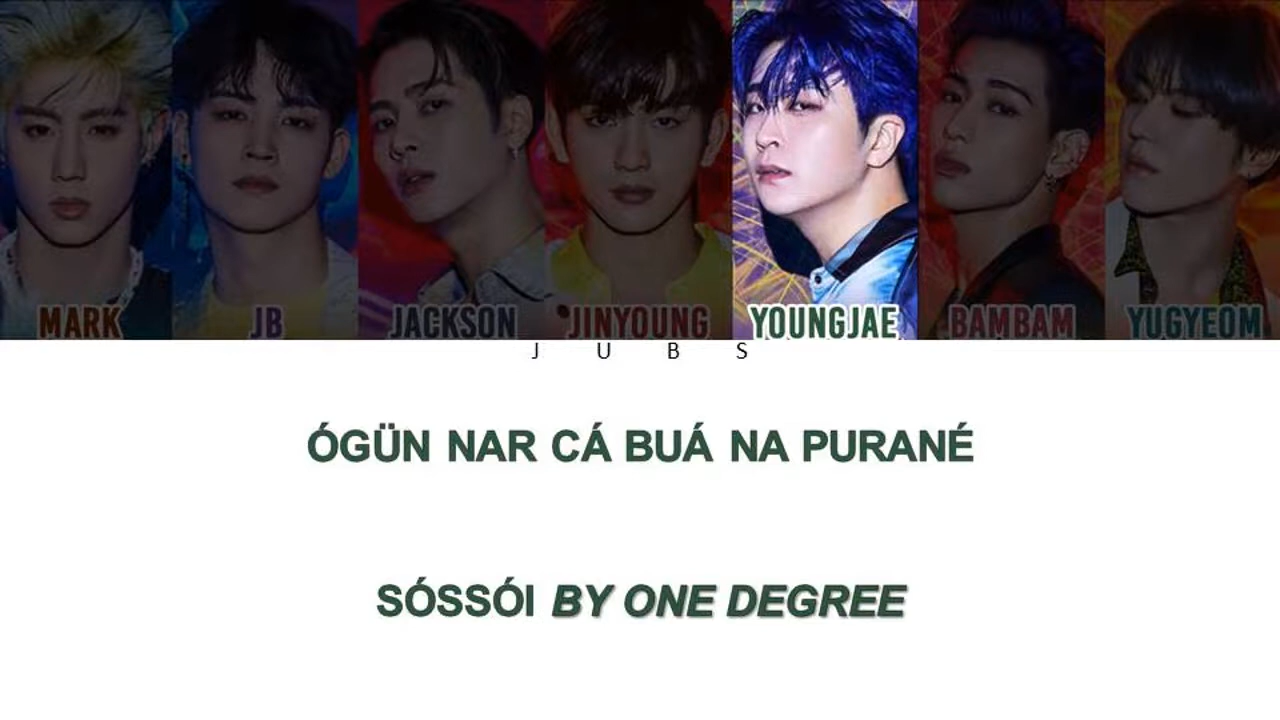 MARK JB JACKSON JINYOUNG YOUNGJAE BAMBAM YUGYEOM
J U B S
ÓGÜN NAR CÁ BUÁ NA PURANÉ
SÓSSÓI BY ONE DEGREE